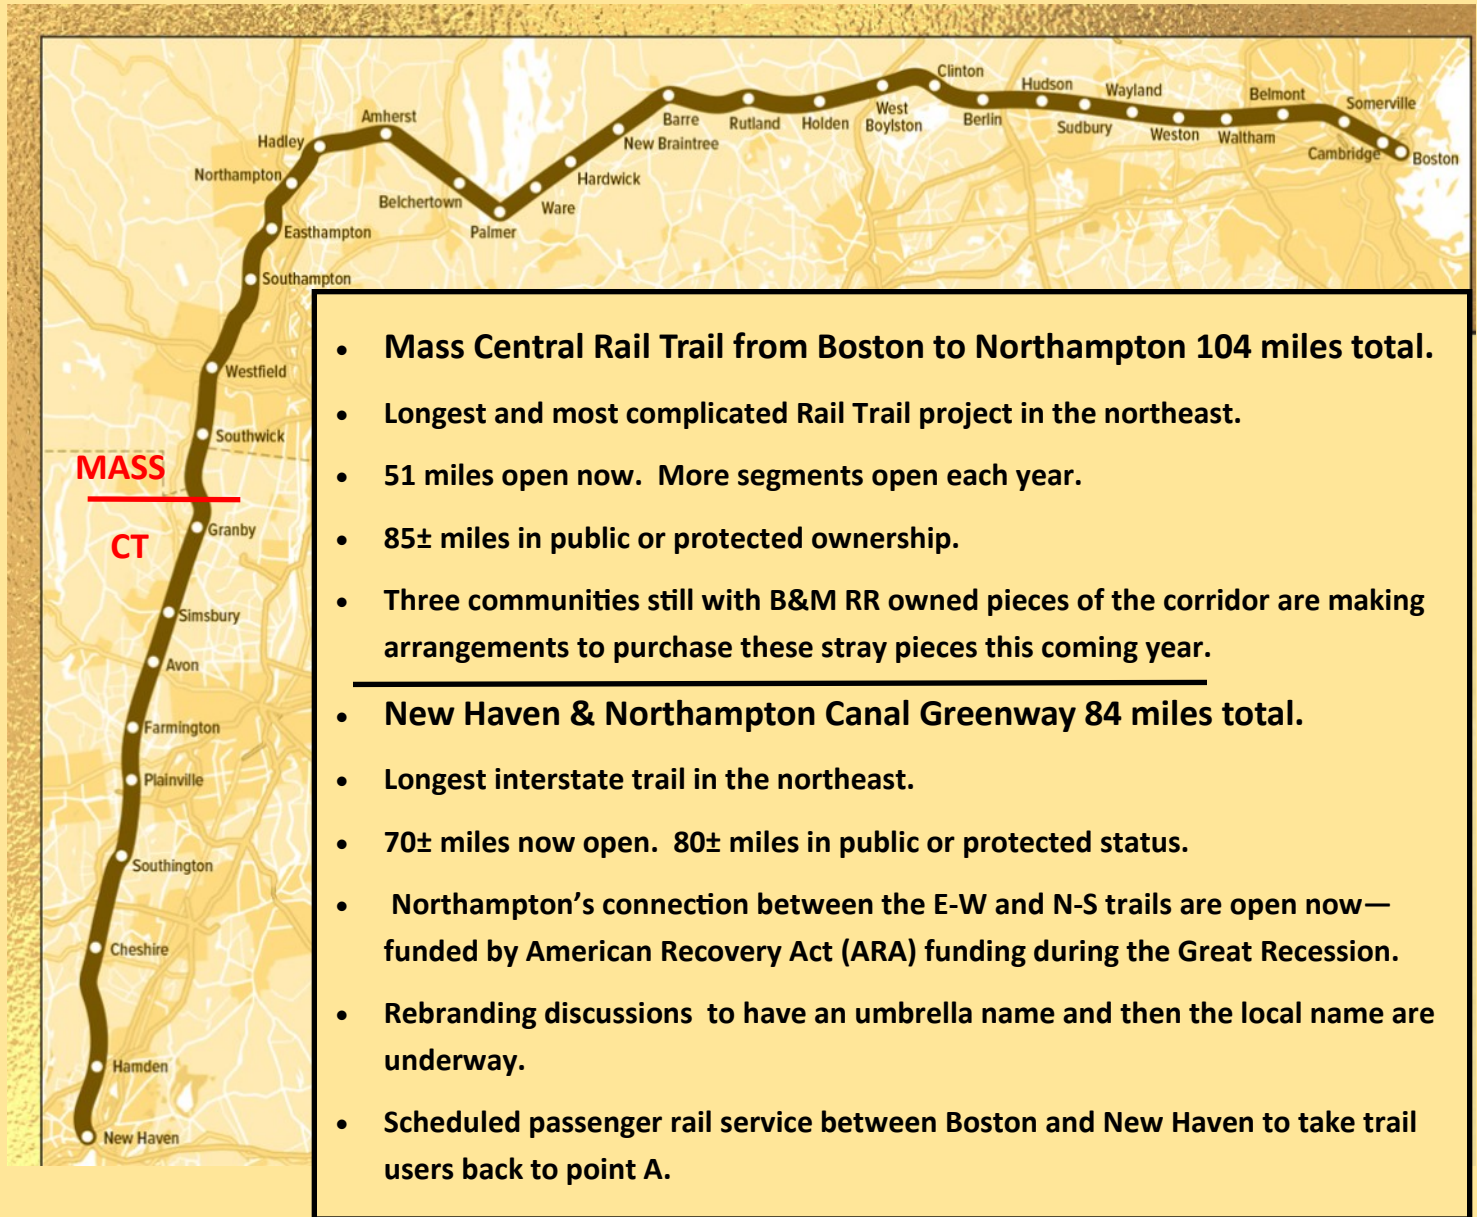 Clinton
Hudson
Wayland
Belmont
Somerville
Amherst
Hadley
Barre
Rutland
Holden
West
Boylston
Berlin
Sudbury
Weston
Waltham
Cambridge
Boston
New Braintree
Northampton
Hardwick
Belchertown
Ware
Palmer
Easthampton
Southampton
Westfield
Southwick
MASS
CT
Granby
Simsbury
Avon
Farmington
Plainville
Southington
Cheshire
Hamden
New Haven
• Mass Central Rail Trail from Boston to Northampton 104 miles total.
• Longest and most complicated Rail Trail project in the northeast.
• 51 miles open now. More segments open each year.
• 85± miles in public or protected ownership.
• Three communities still with B&M RR owned pieces of the corridor are making
arrangements to purchase these stray pieces this coming year.
• New Haven & Northampton Canal Greenway 84 miles total.
• Longest interstate trail in the northeast.
• 70± miles now open. 80± miles in public or protected status.
• Northampton's connection between the E-W and N-S trails are open now—
funded by American Recovery Act (ARA) funding during the Great Recession.
• Rebranding discussions to have an umbrella name and then the local name are
underway.
• Scheduled passenger rail service between Boston and New Haven to take trail
users back to point A.